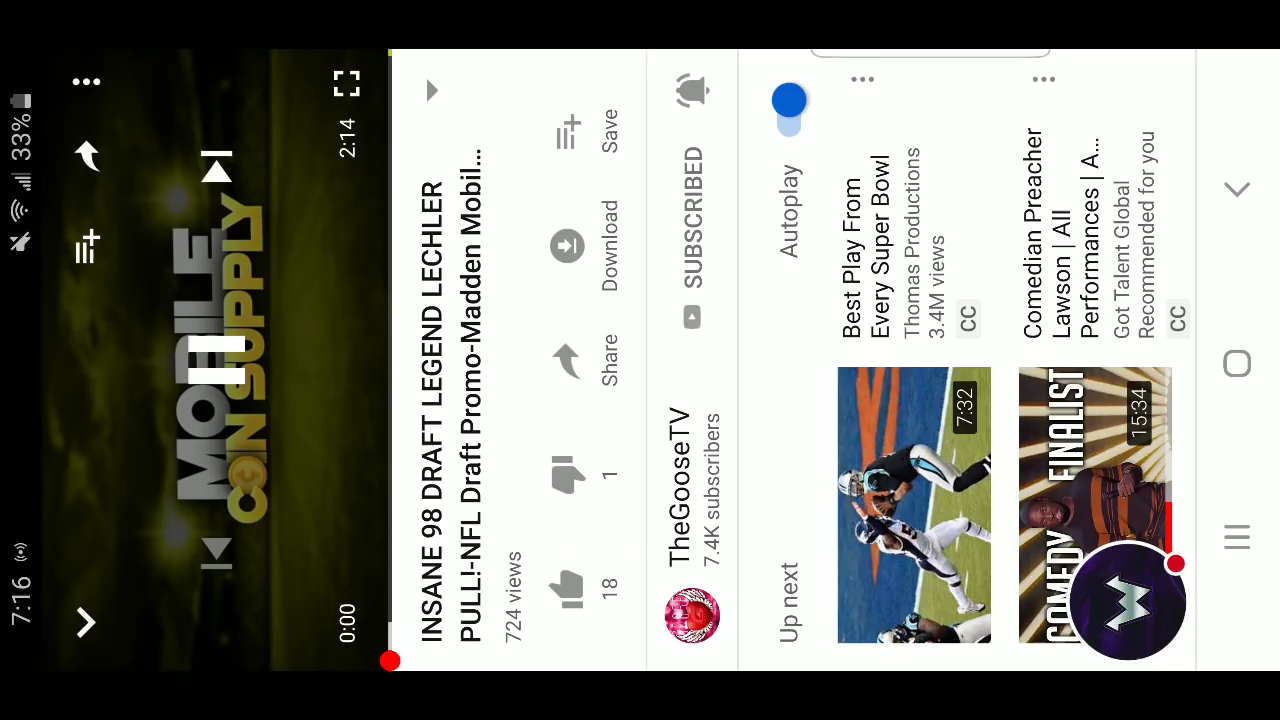 7:16
33%
MOBILE
COIN SUPPLY
0:00
2:14
INSANE 98 DRAFT LEGEND LECHLER
PULL!-NFL Draft Promo-Madden Mobil...
724 views
18
1
Share
Download
Save
TheGooseTV
7.4K subscribers
SUBSCRIBED
Up next
Autoplay
7:32
Best Play From
Every Super Bowl
Thomas Productions
3.4M views
CC
COMEDY FINALIST
15:34
Comedian Preacher
Lawson | All
Performances | A...
Got Talent Global
Recommended for you
CC